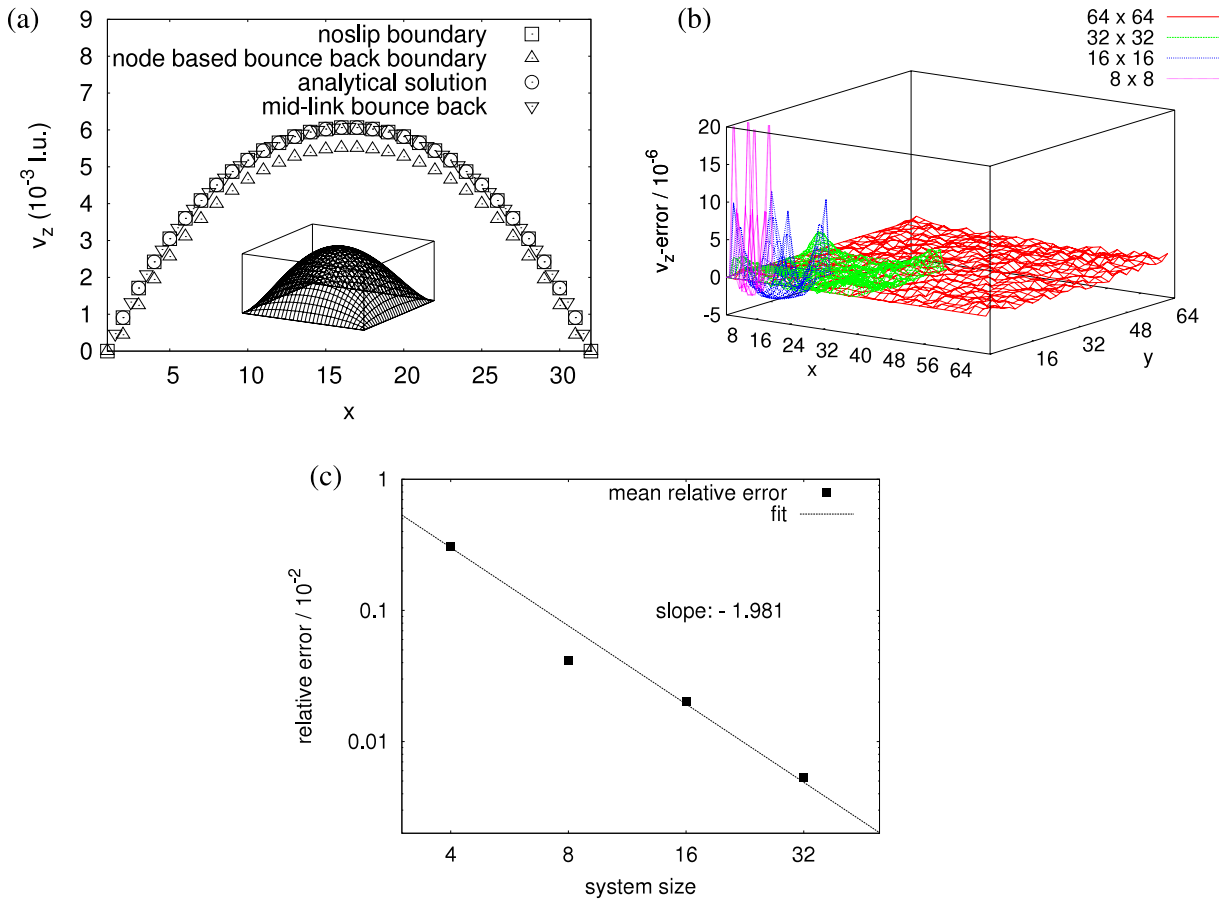 (a)
9
8
7
6
5
4
3
2
1
0
v_z (10^-3 l.u.)
noslip boundary
node based bounce back boundary
analytical solution
mid-link bounce back
5 10 15 20 25 30
x
(b)
64 x 64
32 x 32
16 x 16
8 x 8
20
15
10
5
0
-5
v_z-error / 10^-6
8 16 24 32 40 48 56 64
x
16 32 48 64
y
(c)
1
0.1
0.01
relative error / 10^-2
mean relative error
fit
slope: - 1.981
4 8 16 32
system size